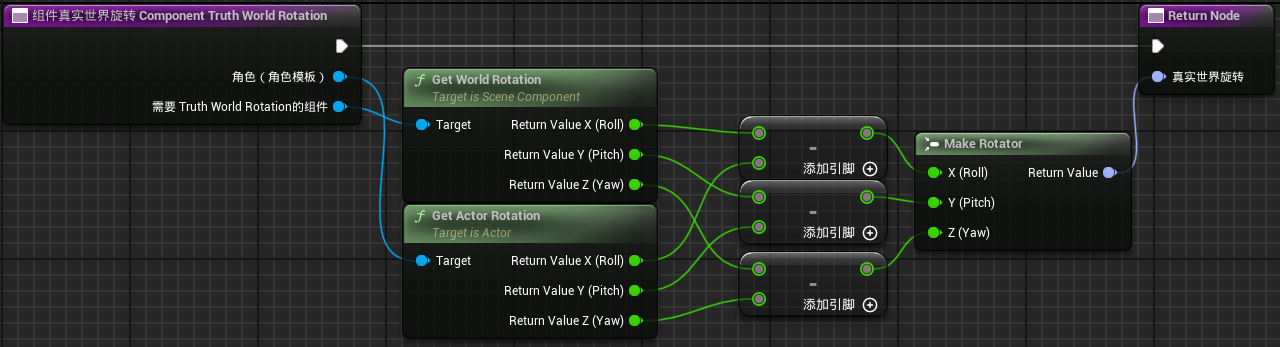 组件真实世界旋转 Component Truth World Rotation
角色（角色模板）
需要 Truth World Rotation的组件
Get World Rotation
Target is Scene Component
Target
Return Value X (Roll)
Return Value Y (Pitch)
Return Value Z (Yaw)
Get Actor Rotation
Target is Actor
Target
Return Value X (Roll)
Return Value Y (Pitch)
Return Value Z (Yaw)
-
添加引脚
-
添加引脚
-
添加引脚
Make Rotator
X (Roll)
Return Value
Y (Pitch)
Z (Yaw)
Return Node
真实世界旋转